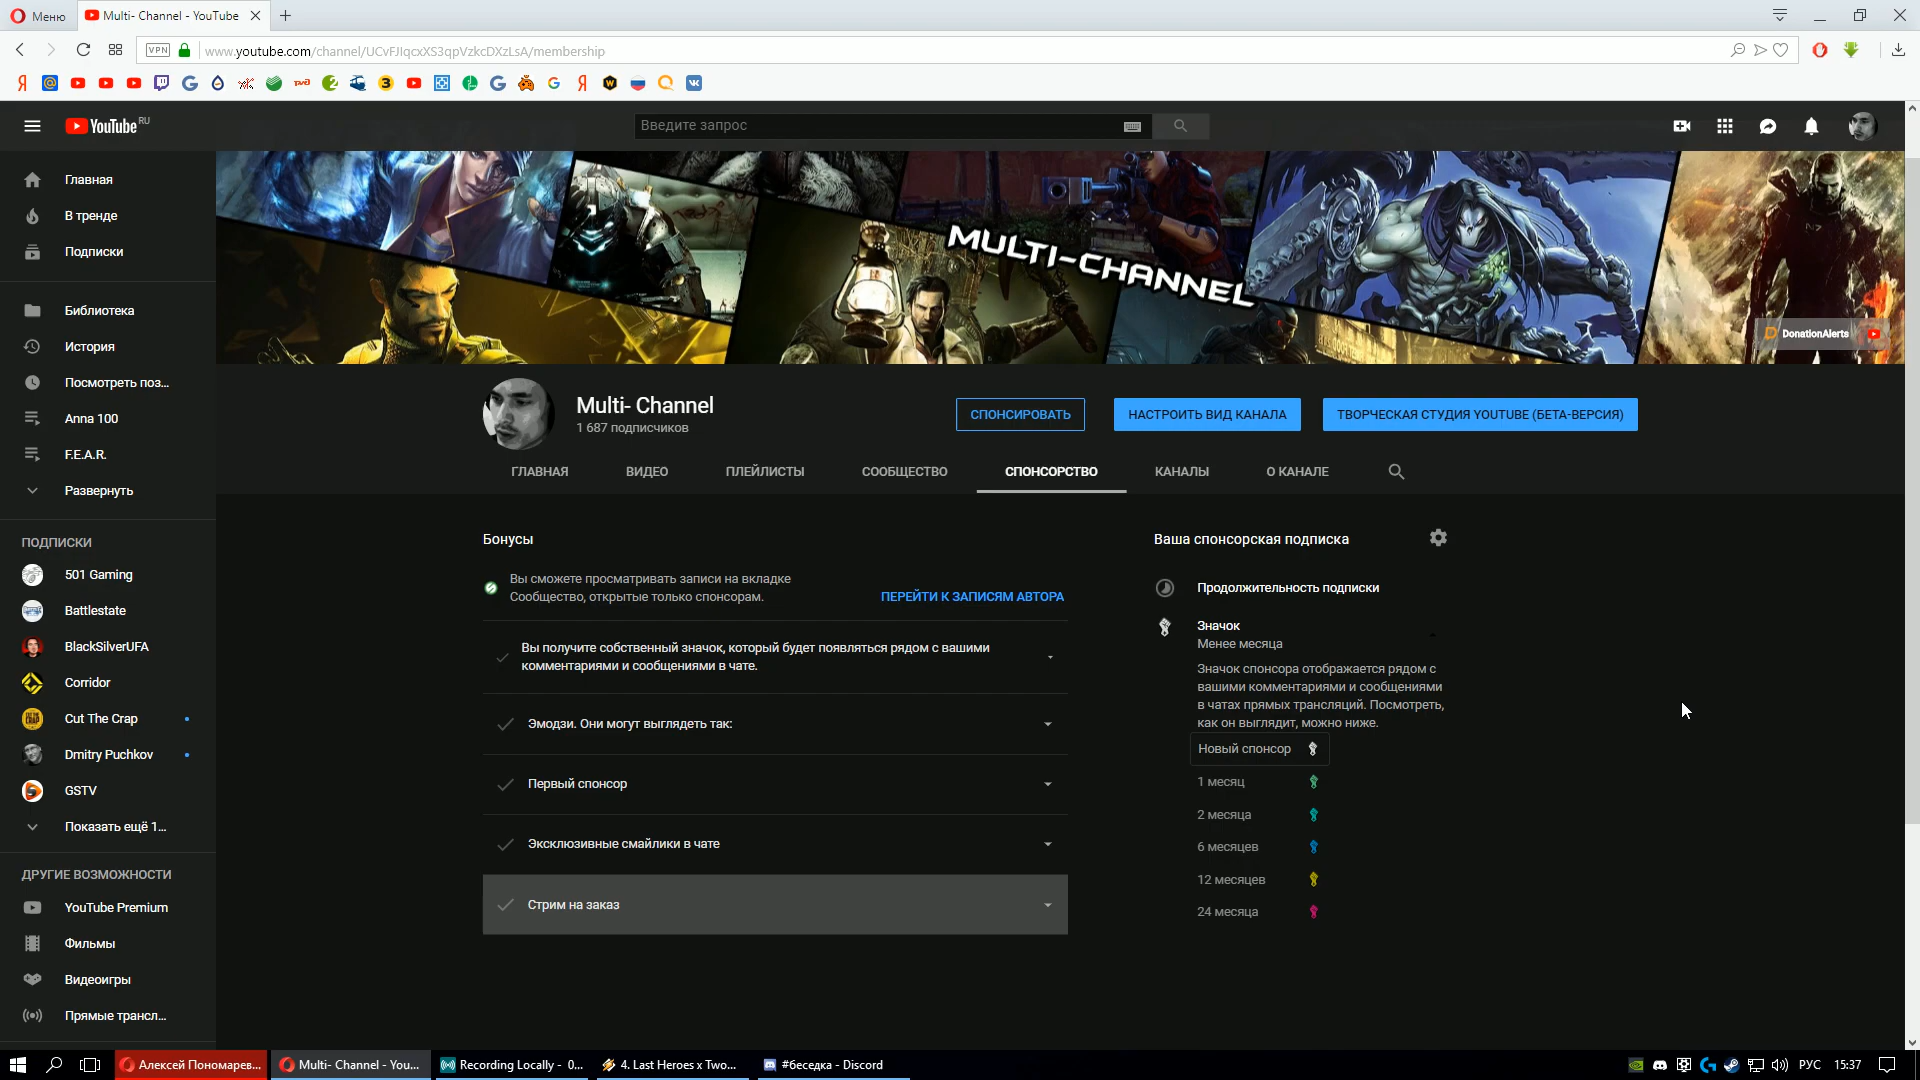 Меню
Multi- Channel - YouTube
VPN
www.youtube.com/channel/UCvFJIqcxXS3qpVzkcDXzLsA/membership
YouTube RU
Введите запрос
Главная
В тренде
Подписки
Библиотека
История
Посмотреть поз...
Anna 100
F.E.A.R.
Развернуть
ПОДПИСКИ
501 Gaming
Battlestate
BlackSilverUFA
Corridor
Cut The Crap
Dmitry Puchkov
GSTV
Показать ещё 1...
ДРУГИЕ ВОЗМОЖНОСТИ
YouTube Premium
Фильмы
Видеоигры
Прямые трансл...
MULTI-CHANNEL
DonationAlerts
Multi- Channel
1 687 подписчиков
СПОНСИРОВАТЬ
НАСТРОИТЬ ВИД КАНАЛА
ТВОРЧЕСКАЯ СТУДИЯ YOUTUBE (БЕТА-ВЕРСИЯ)
ГЛАВНАЯ
ВИДЕО
ПЛЕЙЛИСТЫ
СООБЩЕСТВО
СПОНСОРСТВО
КАНАЛЫ
О КАНАЛЕ
Бонусы
Вы сможете просматривать записи на вкладке
Сообщество, открытые только спонсорам.
ПЕРЕЙТИ К ЗАПИСЯМ АВТОРА
Вы получите собственный значок, который будет появляться рядом с вашими
комментариями и сообщениями в чате.
Эмодзи. Они могут выглядеть так:
Первый спонсор
Эксклюзивные смайлики в чате
Стрим на заказ
Ваша спонсорская подписка
Продолжительность подписки
Значок
Менее месяца
Значок спонсора отображается рядом с
вашими комментариями и сообщениями
в чатах прямых трансляций. Посмотреть,
как он выглядит, можно ниже.
Новый спонсор
1 месяц
2 месяца
6 месяцев
12 месяцев
24 месяца
Алексей Пономарев...
Multi- Channel - You...
Recording Locally - 0...
4. Last Heroes x Two...
#беседка - Discord
РУС
15:37